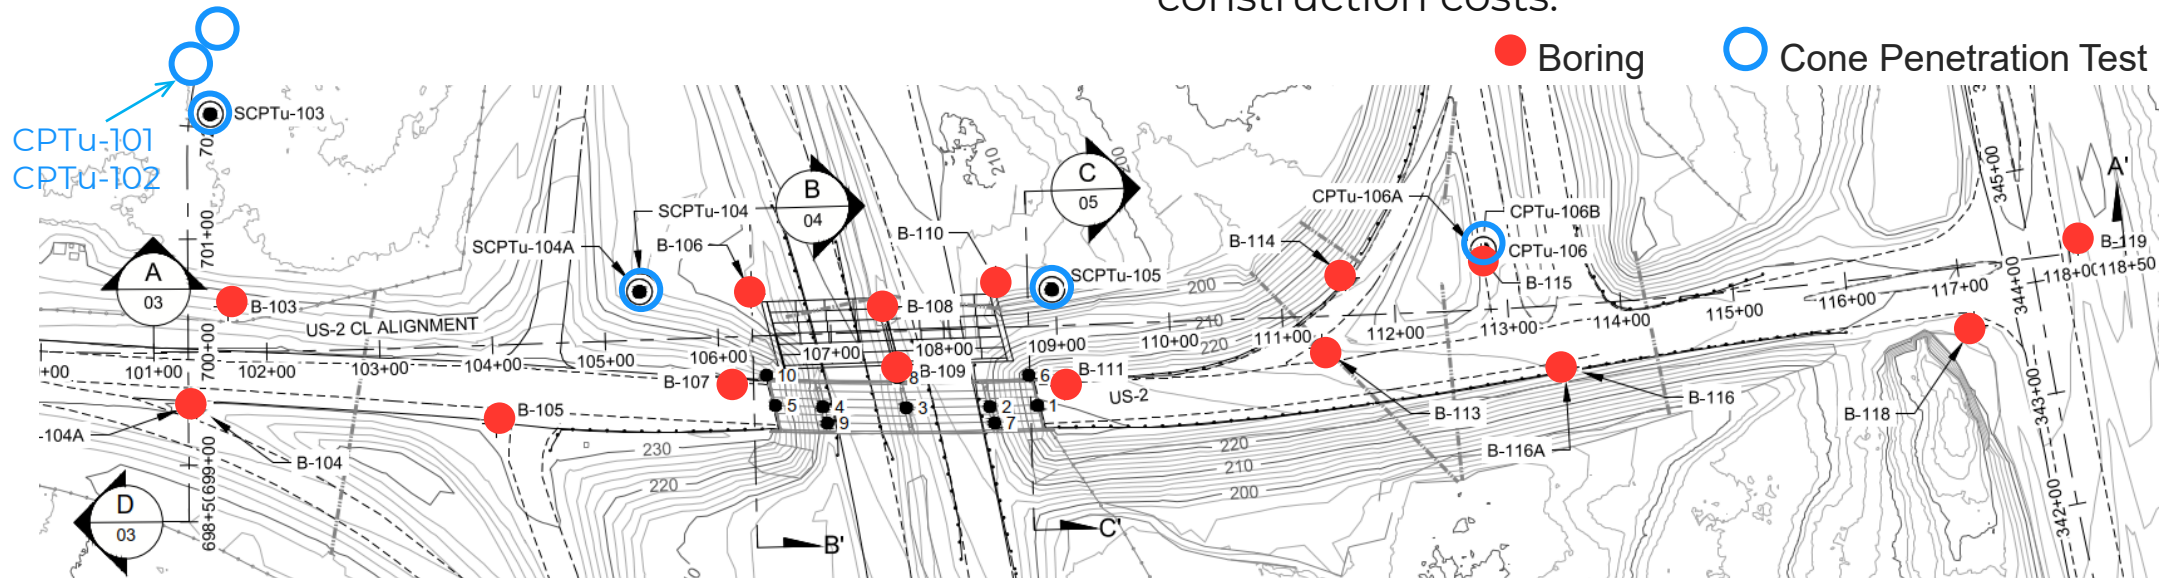 construction costs.
Boring
Cone Penetration Test
CPTu-101
CPTu-102
SCPTu-103
702
701+00
700+00
699+00
698+50
A
03
D
03
B
04
C
05
SCPTu-104
SCPTu-104A
B-106
B-110
SCPTu-105
B-114
CPTu-106A
CPTu-106B
CPTu-106
B-115
B-119
A'
B-103
US-2 CL ALIGNMENT
B-108
B-109
B-107
B-111
US-2
B-105
-104A
B-104
B-113
B-116
B-116A
B-118
+00
101+00
102+00
103+00
104+00
105+00
106+00
107+00
108+00
109+00
110+00
111+00
112+00
113+00
114+00
115+00
116+00
117+00
118+00
118+50
345+00
344+00
343+00
342+00
210
200
200
210
220
230
220
220
210
200
10
5
4
9
8
3
2
7
6
1
B'
C'